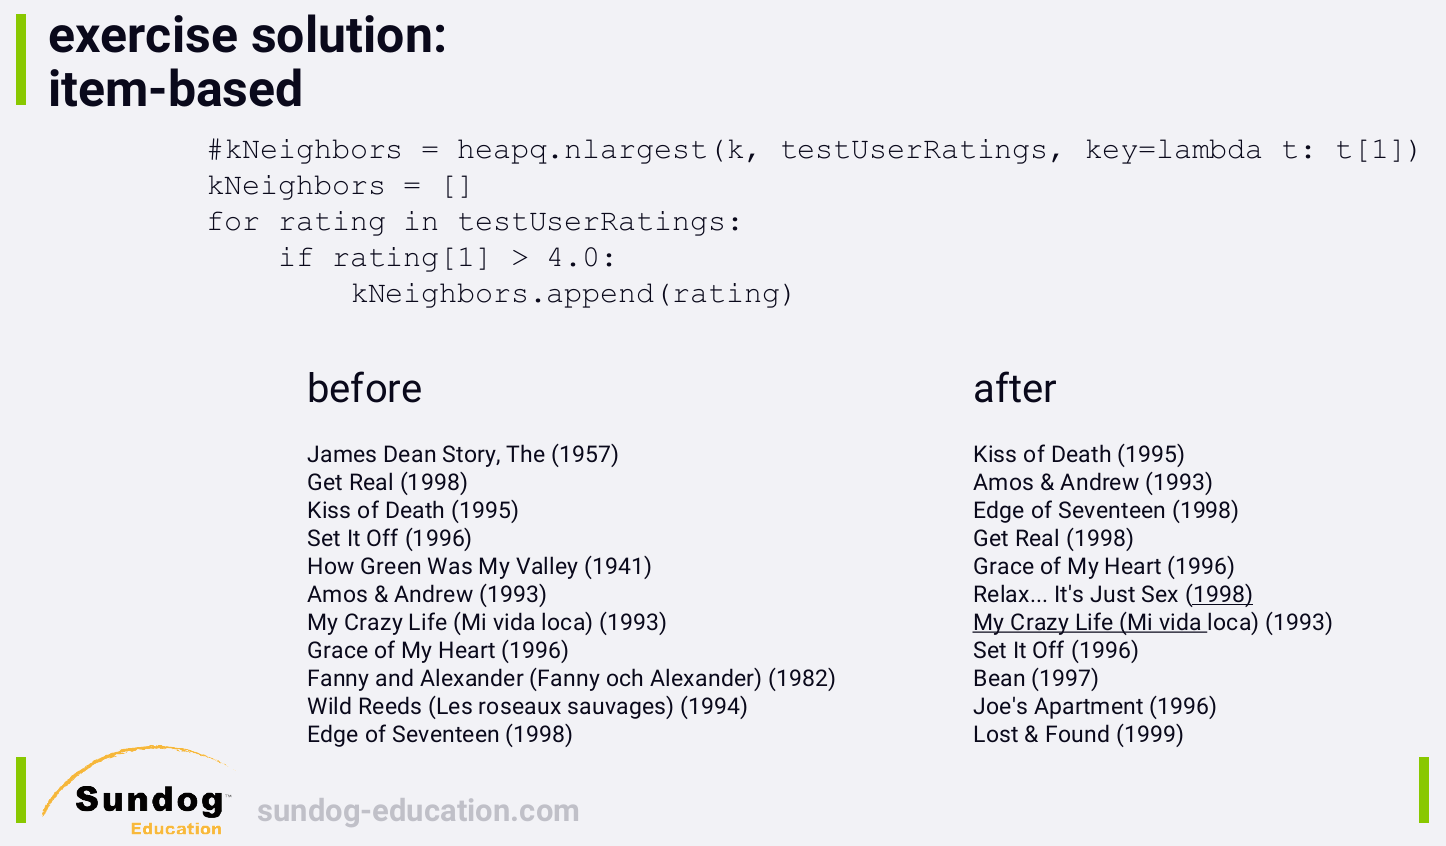 exercise solution:
item-based
#kNeighbors = heapq.nlargest(k, testUserRatings, key=lambda t: t[1])
kNeighbors = []
for rating in testUserRatings:
    if rating[1] > 4.0:
        kNeighbors.append(rating)
before
James Dean Story, The (1957)
Get Real (1998)
Kiss of Death (1995)
Set It Off (1996)
How Green Was My Valley (1941)
Amos & Andrew (1993)
My Crazy Life (Mi vida loca) (1993)
Grace of My Heart (1996)
Fanny and Alexander (Fanny och Alexander) (1982)
Wild Reeds (Les roseaux sauvages) (1994)
Edge of Seventeen (1998)
after
Kiss of Death (1995)
Amos & Andrew (1993)
Edge of Seventeen (1998)
Get Real (1998)
Grace of My Heart (1996)
Relax... It's Just Sex (1998)
My Crazy Life (Mi vida loca) (1993)
Set It Off (1996)
Bean (1997)
Joe's Apartment (1996)
Lost & Found (1999)
Sundog™
Education
sundog-education.com